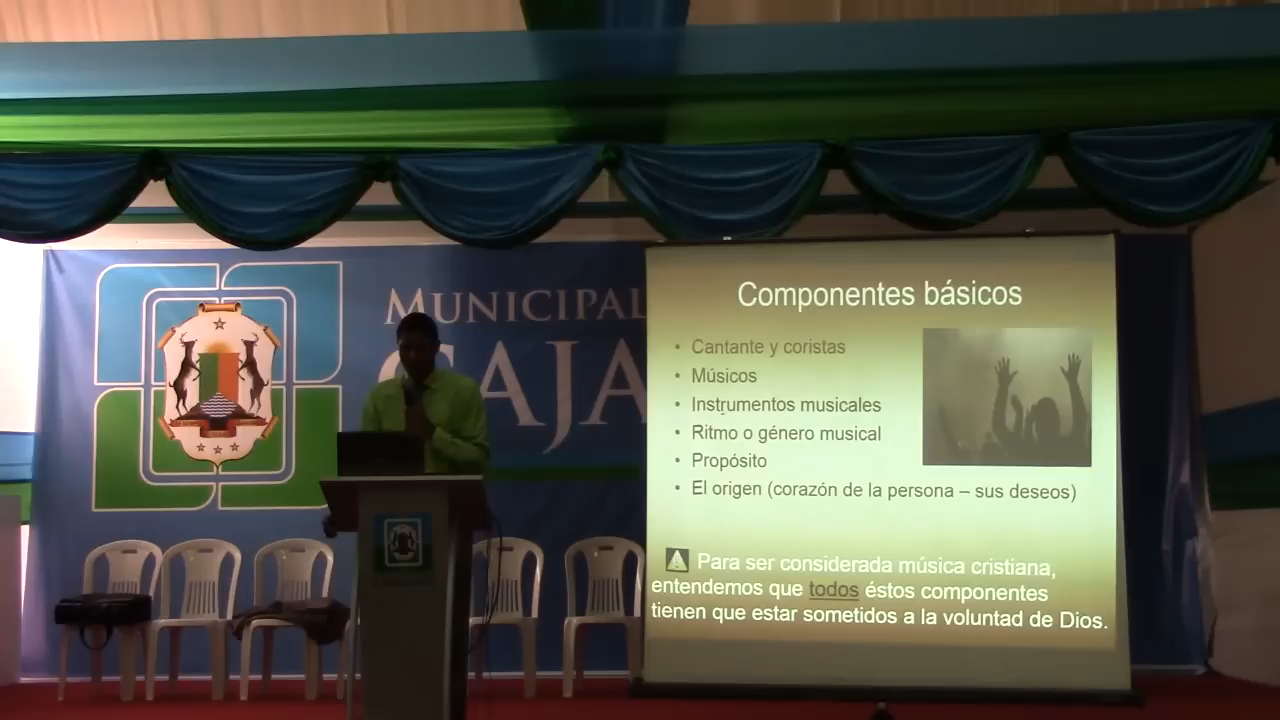 MUNICIPAL
CAJA
Componentes básicos
• Cantante y coristas
• Músicos
• Instrumentos musicales
• Ritmo o género musical
• Propósito
• El origen (corazón de la persona – sus deseos)
Para ser considerada música cristiana,
entendemos que todos éstos componentes
tienen que estar sometidos a la voluntad de Dios.